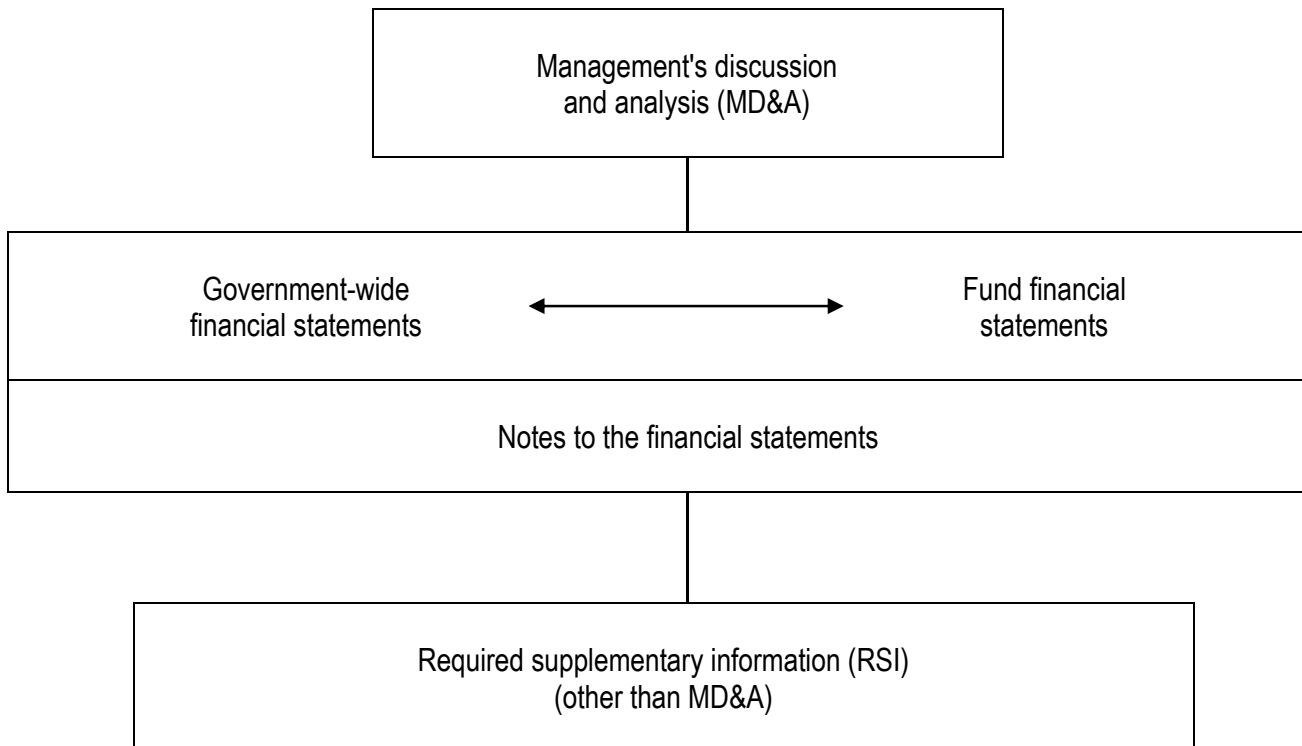 Management's discussion
and analysis (MD&A)
Government-wide
financial statements
Fund financial
statements
Notes to the financial statements
Required supplementary information (RSI)
(other than MD&A)